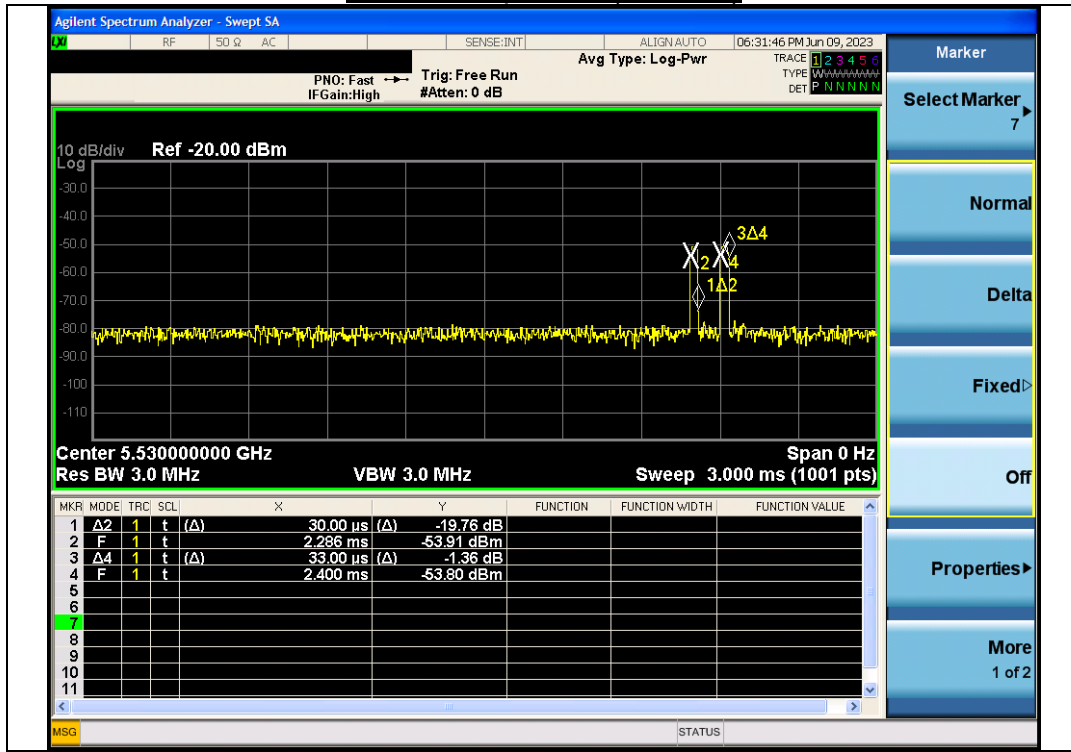 Agilent Spectrum Analyzer - Swept SA
LXI RF 50 Ω AC SENSE:INT ALIGN AUTO 06:31:46 PM Jun 09, 2023
Avg Type: Log-Pwr TRACE 1 2 3 4 5 6
PNO: Fast Trig: Free Run TYPE WWWWWW
IFGain:High #Atten: 0 dB DET P N N N N N
Marker
Select Marker
7
Normal
Delta
Fixed
Off
Properties
More
1 of 2
10 dB/div Ref -20.00 dBm
Log
-30.0
-40.0
-50.0
-60.0
-70.0
-80.0
-90.0
-100
-110
3Δ4
2
4
1Δ2
Center 5.530000000 GHz Span 0 Hz
Res BW 3.0 MHz VBW 3.0 MHz Sweep 3.000 ms (1001 pts)
MKR MODE TRC SCL X Y FUNCTION FUNCTION WIDTH FUNCTION VALUE
1 Δ2 1 t (Δ) 30.00 µs (Δ) -19.76 dB
2 F 1 t 2.286 ms -53.91 dBm
3 Δ4 1 t (Δ) 33.00 µs (Δ) -1.36 dB
4 F 1 t 2.400 ms -53.80 dBm
5
6
7
8
9
10
11
MSG STATUS